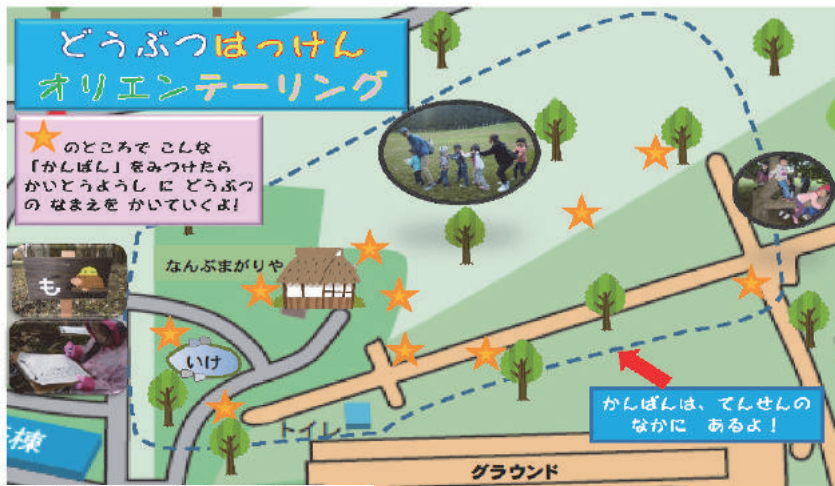 どうぶつはっけん
オリエンテーリング
のところで こんな
「かんばん」をみつけたら
かいとうようし に どうぶつ
の なまえを かいていくよ!
なんぶまがりや
も
いけ
トイレ
かんばんは、てんせんの
なかに あるよ!
棟
グラウンド